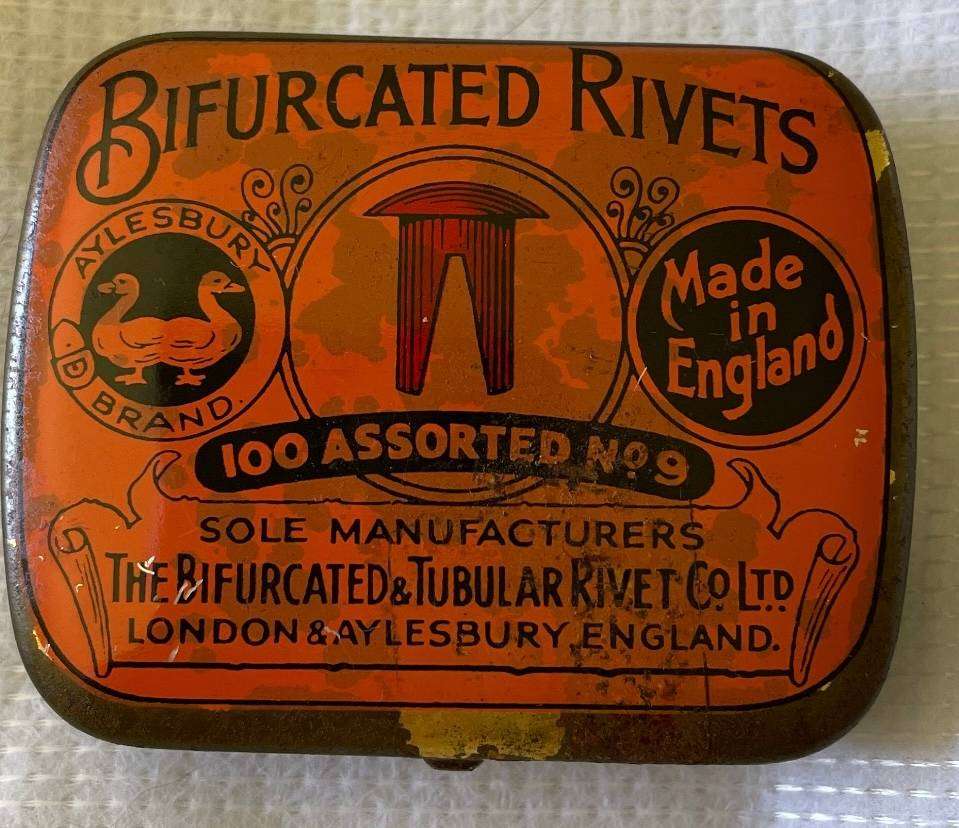 BIFURCATED RIVETS
AYLESBURY
D
BRAND.
Made
in
England
100 ASSORTED No 9
SOLE MANUFACTURERS
THE BIFURCATED & TUBULAR RIVET CO LTD
LONDON & AYLESBURY, ENGLAND.